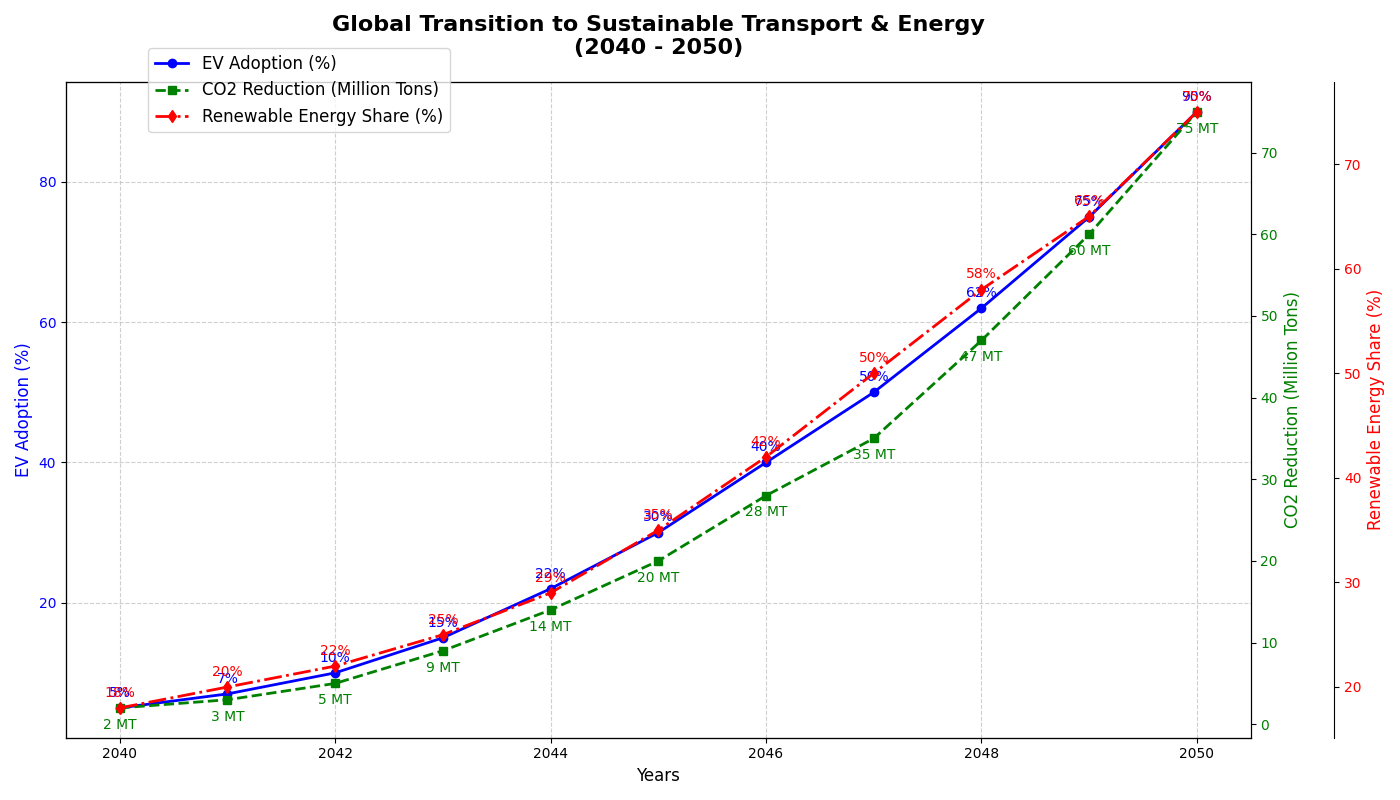 Global Transition to Sustainable Transport & Energy
(2040 - 2050)
EV Adoption (%)
CO2 Reduction (Million Tons)
Renewable Energy Share (%)
EV Adoption (%)
80
60
40
20
2040
2042
2044
2046
2048
2050
Years
70
60
50
40
30
20
10
0
CO2 Reduction (Million Tons)
70
60
50
40
30
20
Renewable Energy Share (%)
5%
7%
10%
15%
22%
30%
40%
50%
62%
75%
90%
2 MT
3 MT
5 MT
9 MT
14 MT
20 MT
28 MT
35 MT
47 MT
60 MT
75 MT
18%
20%
22%
25%
29%
35%
42%
50%
58%
65%
75%